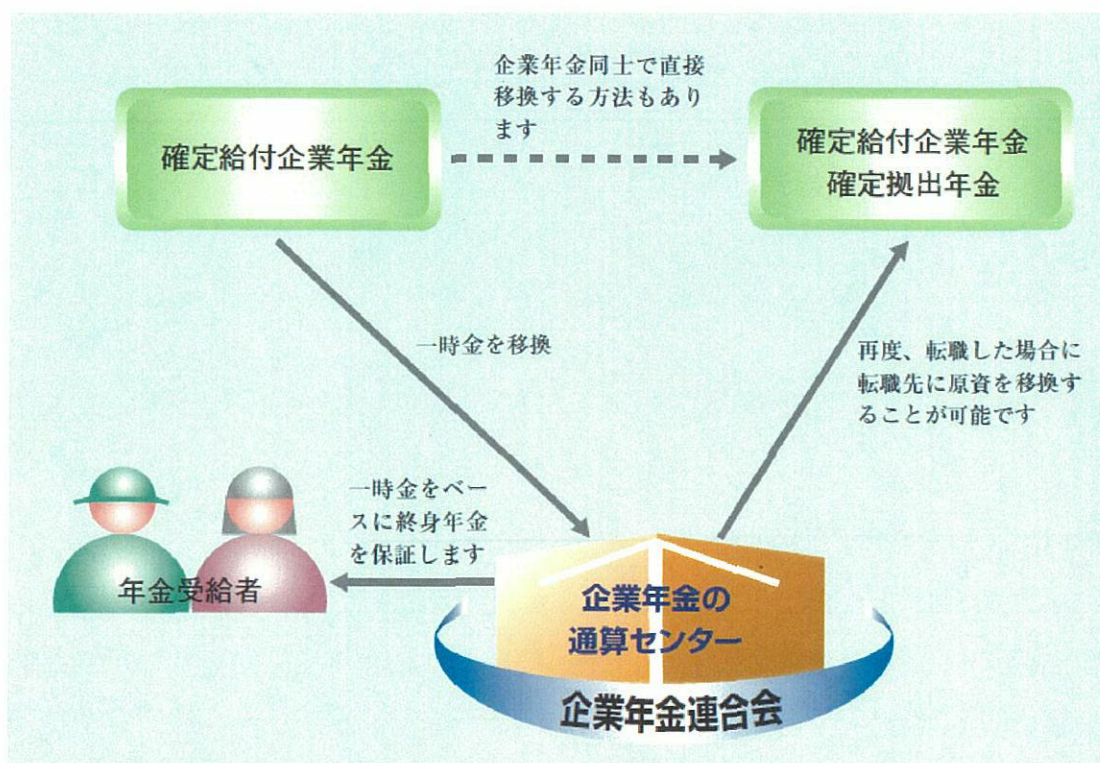 企業年金同士で直接
移換する方法もあり
ます
確定給付企業年金
確定給付企業年金
確定拠出年金
一時金を移換
再度、転職した場合に
転職先に原資を移換す
ることが可能です
一時金をベー
スに終身年金
を保証します
年金受給者
企業年金の
通算センター
企業年金連合会